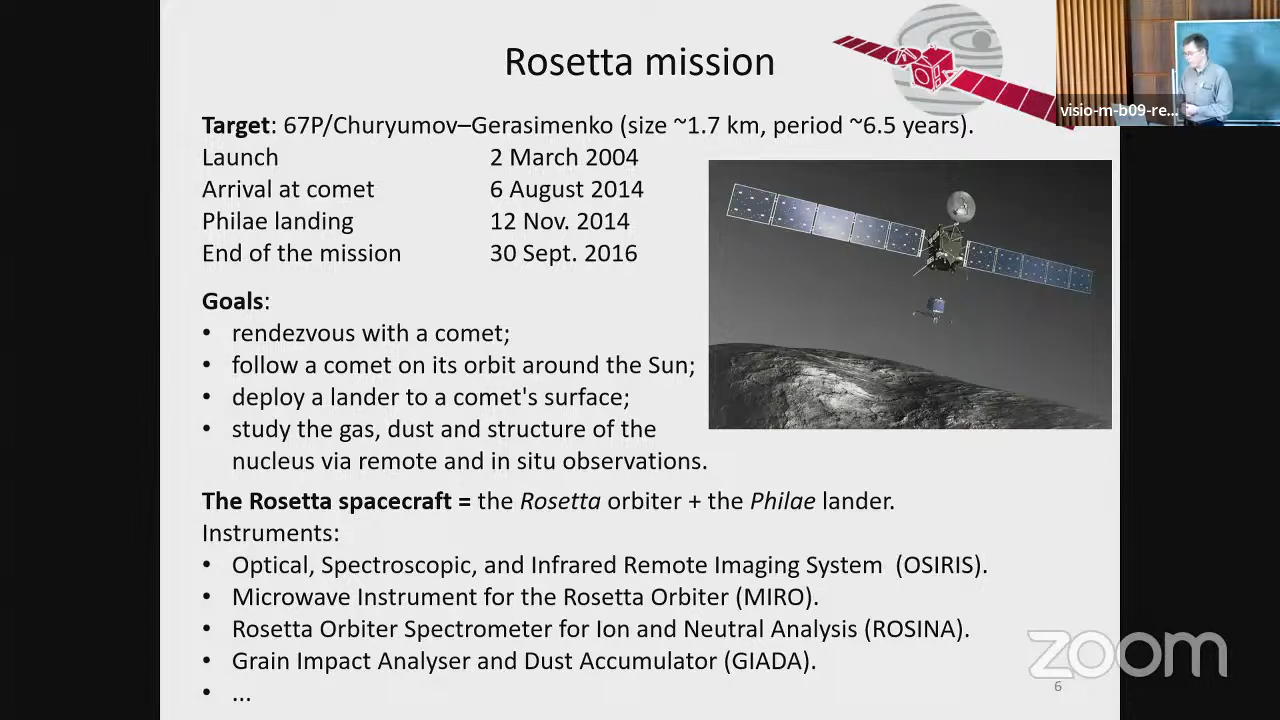 Rosetta mission
visio-m-b09-re...
Target: 67P/Churyumov–Gerasimenko (size ~1.7 km, period ~6.5 years).
Launch 2 March 2004
Arrival at comet 6 August 2014
Philae landing 12 Nov. 2014
End of the mission 30 Sept. 2016
Goals:
• rendezvous with a comet;
• follow a comet on its orbit around the Sun;
• deploy a lander to a comet's surface;
• study the gas, dust and structure of the
nucleus via remote and in situ observations.
The Rosetta spacecraft = the Rosetta orbiter + the Philae lander.
Instruments:
• Optical, Spectroscopic, and Infrared Remote Imaging System (OSIRIS).
• Microwave Instrument for the Rosetta Orbiter (MIRO).
• Rosetta Orbiter Spectrometer for Ion and Neutral Analysis (ROSINA).
• Grain Impact Analyser and Dust Accumulator (GIADA).
• ...
zoom
6